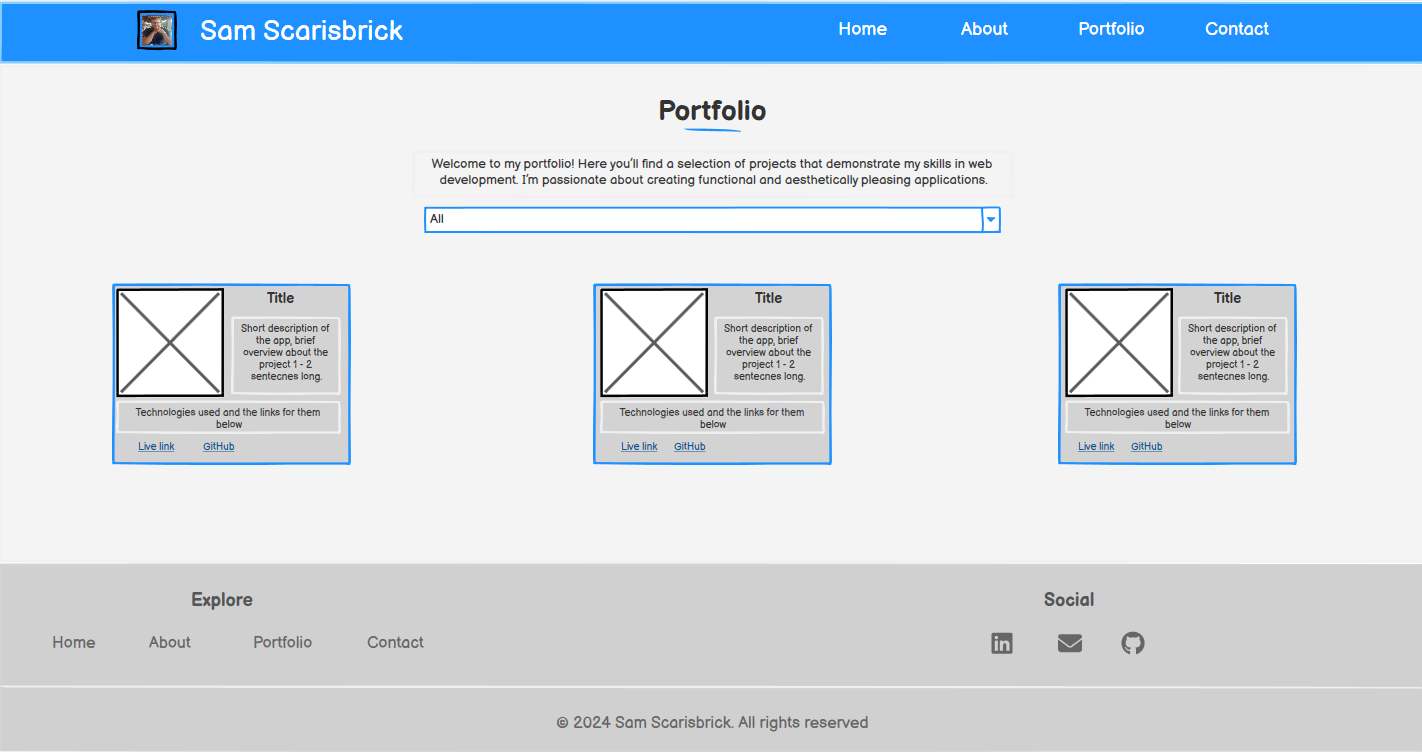 Sam Scarisbrick
Home
About
Portfolio
Contact
Portfolio
Welcome to my portfolio! Here you'll find a selection of projects that demonstrate my skills in web
development. I'm passionate about creating functional and aesthetically pleasing applications.
All
Title
Short description of
the app, brief
overview about the
project 1 - 2
sentecnes long.
Technologies used and the links for them
below
Live link
GitHub
Title
Short description of
the app, brief
overview about the
project 1 - 2
sentecnes long.
Technologies used and the links for them
below
Live link
GitHub
Title
Short description of
the app, brief
overview about the
project 1 - 2
sentecnes long.
Technologies used and the links for them
below
Live link
GitHub
Explore
Home
About
Portfolio
Contact
Social
in
© 2024 Sam Scarisbrick. All rights reserved